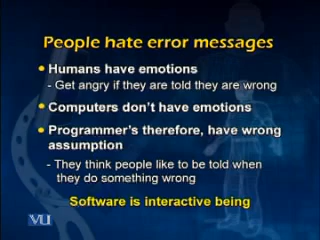 People hate error messages
Humans have emotions
- Get angry if they are told they are wrong
Computers don't have emotions
Programmer's therefore, have wrong
assumption
- They think people like to be told when
they do something wrong
Software is interactive being
VU